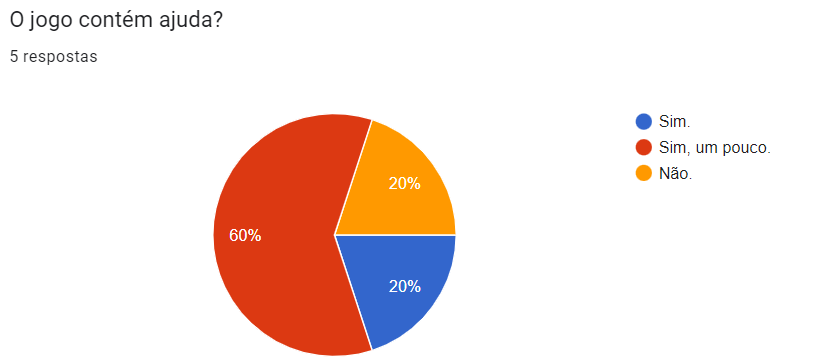 O jogo contém ajuda?
5 respostas
Sim.
Sim, um pouco.
Não.
20%
60%
20%